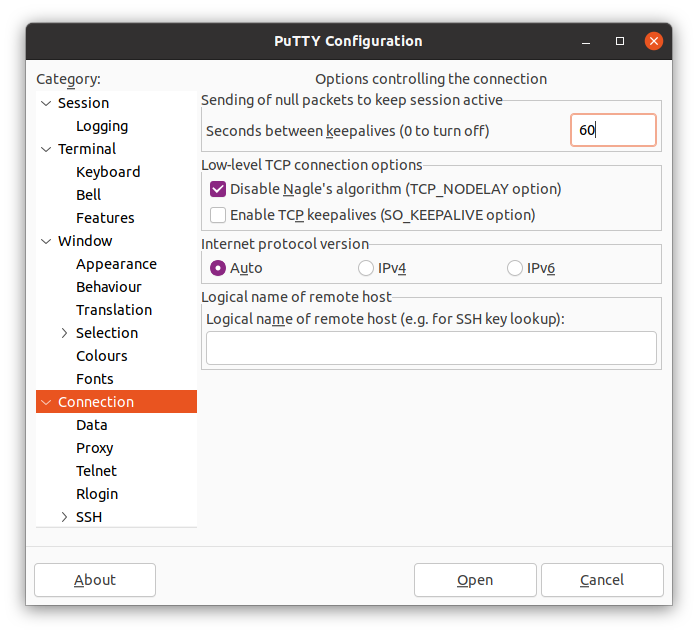 PuTTY Configuration
Category:
Options controlling the connection
Session
Logging
Terminal
Keyboard
Bell
Features
Window
Appearance
Behaviour
Translation
Selection
Colours
Fonts
Connection
Data
Proxy
Telnet
Rlogin
SSH
Sending of null packets to keep session active
Seconds between keepalives (0 to turn off)
60
Low-level TCP connection options
Disable Nagle's algorithm (TCP_NODELAY option)
Enable TCP keepalives (SO_KEEPALIVE option)
Internet protocol version
Auto IPv4 IPv6
Logical name of remote host
Logical name of remote host (e.g. for SSH key lookup):
About Open Cancel